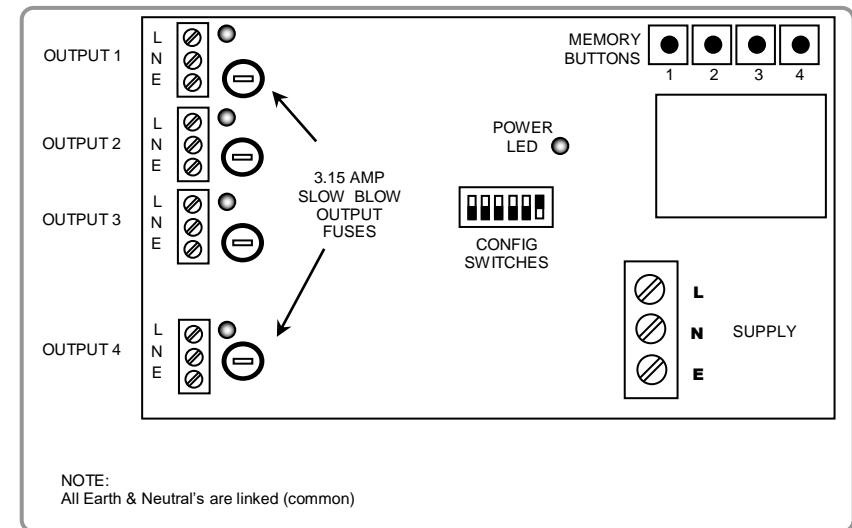 OUTPUT 1
L
N
E
OUTPUT 2
L
N
E
OUTPUT 3
L
N
E
OUTPUT 4
L
N
E
3.15 AMP
SLOW BLOW
OUTPUT
FUSES
MEMORY
BUTTONS
1 2 3 4
POWER
LED
CONFIG
SWITCHES
L
N SUPPLY
E
NOTE:
All Earth & Neutral's are linked (common)